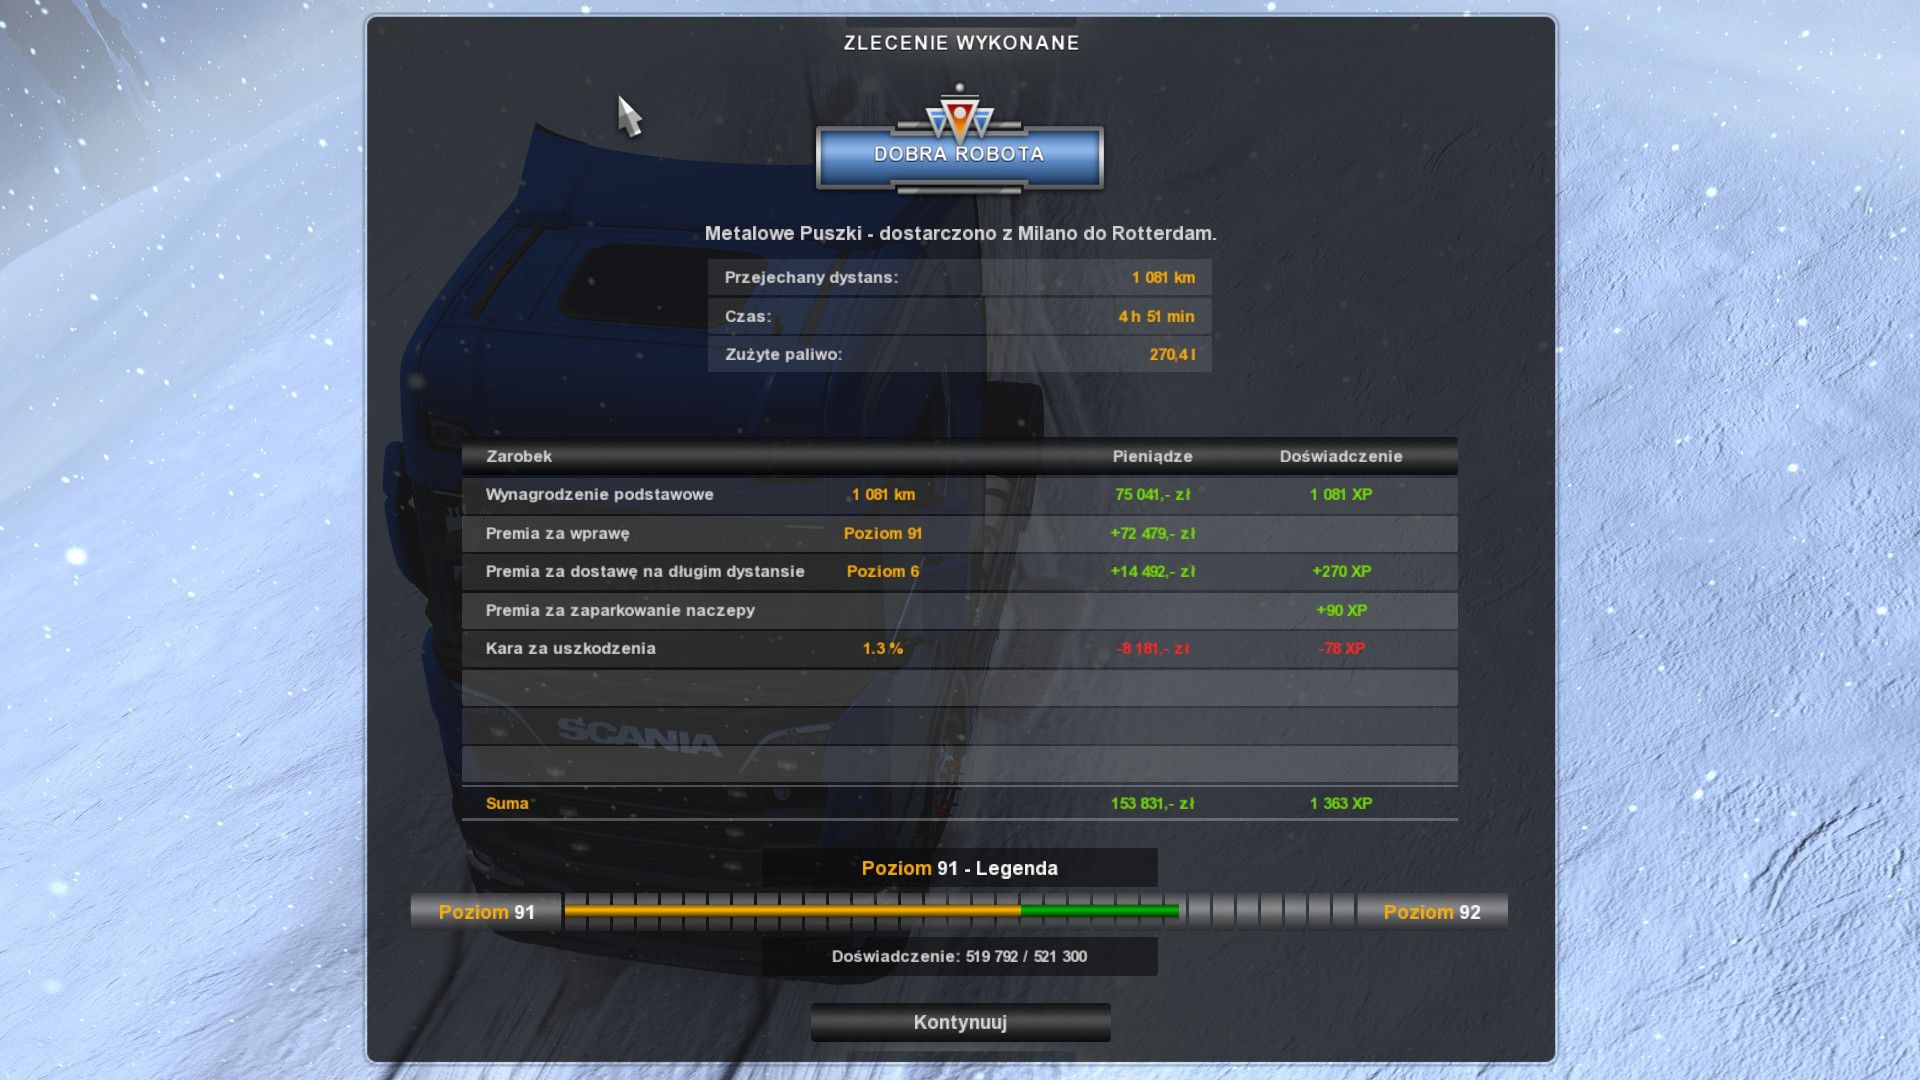 ZLECENIE WYKONANE
DOBRA ROBOTA
Metalowe Puszki - dostarczono z Milano do Rotterdam.
Przejechany dystans: 1 081 km
Czas: 4 h 51 min
Zużyte paliwo: 270,4 l
Zarobek Pieniądze Doświadczenie
Wynagrodzenie podstawowe 1 081 km 75 041,- zł 1 081 XP
Premia za wprawę Poziom 91 +72 479,- zł
Premia za dostawę na długim dystansie Poziom 6 +14 492,- zł +270 XP
Premia za zaparkowanie naczepy +90 XP
Kara za uszkodzenia 1.3 % -8 181,- zł -78 XP
SCANIA
Suma 153 831,- zł 1 363 XP
Poziom 91 - Legenda
Poziom 91 Poziom 92
Doświadczenie: 519 792 / 521 300
Kontynuuj